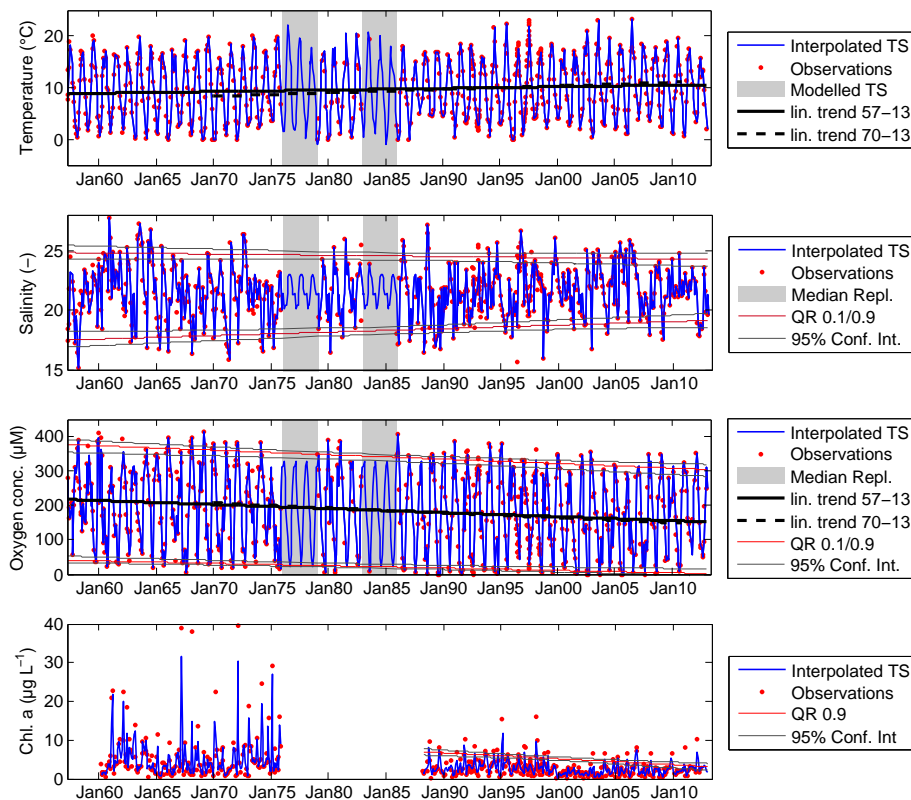 Temperature (°C)
20
10
0
Jan60 Jan65 Jan70 Jan75 Jan80 Jan85 Jan90 Jan95 Jan00 Jan05 Jan10
Interpolated TS
Observations
Modelled TS
lin. trend 57−13
lin. trend 70−13
Salinity (−)
25
20
15
Jan60 Jan65 Jan70 Jan75 Jan80 Jan85 Jan90 Jan95 Jan00 Jan05 Jan10
Interpolated TS
Observations
Median Repl.
QR 0.1/0.9
95% Conf. Int.
Oxygen conc. (µM)
400
300
200
100
0
Jan60 Jan65 Jan70 Jan75 Jan80 Jan85 Jan90 Jan95 Jan00 Jan05 Jan10
Interpolated TS
Observations
Median Repl.
lin. trend 57−13
lin. trend 70−13
QR 0.1/0.9
95% Conf. Int.
Chl. a (µg L−1)
40
30
20
10
0
Jan60 Jan65 Jan70 Jan75 Jan80 Jan85 Jan90 Jan95 Jan00 Jan05 Jan10
Interpolated TS
Observations
QR 0.9
95% Conf. Int